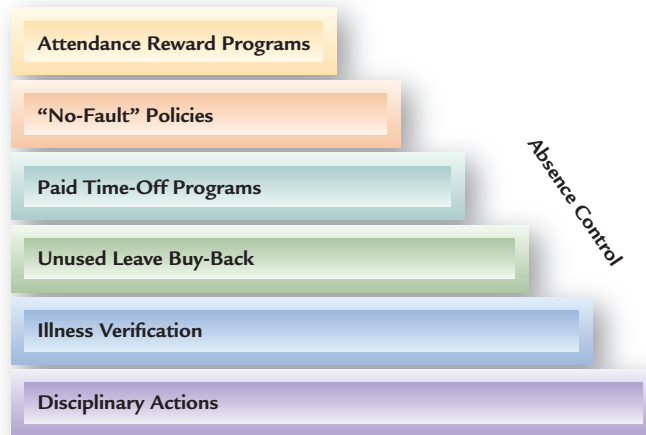 Attendance Reward Programs
“No-Fault” Policies
Paid Time-Off Programs
Unused Leave Buy-Back
Illness Verification
Disciplinary Actions
Absence Control